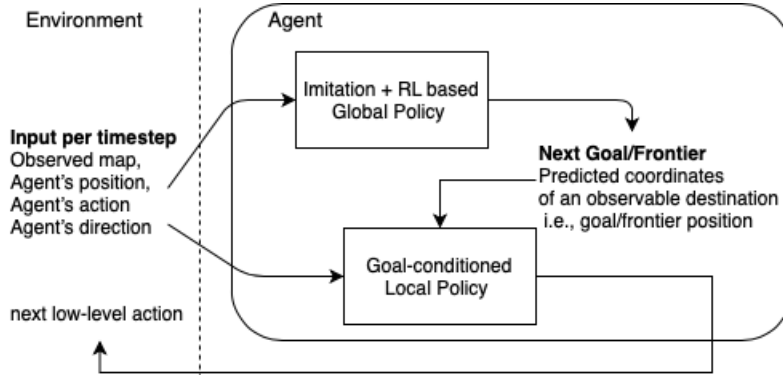 Environment
Agent
Imitation + RL based
Global Policy
Input per timestep
Observed map,
Agent's position,
Agent's action
Agent's direction
Next Goal/Frontier
Predicted coordinates
of an observable destination
i.e., goal/frontier position
Goal-conditioned
Local Policy
next low-level action